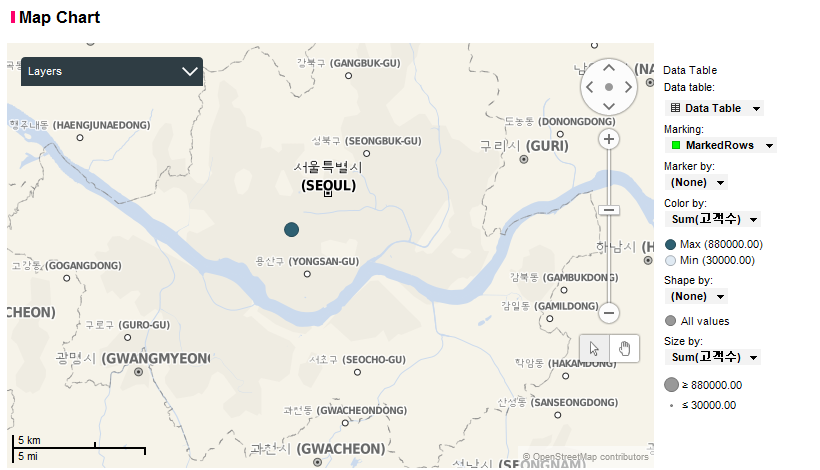 Map Chart
Layers
강북구 (GANGBUK-GU)
행주내동 (HAENGJUNAEDONG)
도농동 (DONONGDONG)
성북구 (SEONGBUK-GU)
구리시 (GURI)
서울특별시
(SEOUL)
하남시 (H
용산구 (YONGSAN-GU)
고강동 (GOGANGDONG)
강북동 (GAMBUKDONG)
강일동 (GAMILDONG)
CHEON)
구로구 (GURO-GU)
광명시 (GWANGMYEONG
서초구 (SEOCHO-GU)
학암동 (HAKAMDONG)
산성동 (SANSEONGDONG)
과천동 (GWACHEONDONG)
과천시 (GWACHEON)
성남시 (SEONGNAM)
5 km
5 mi
© OpenStreetMap contributors
Data Table
Data table:
Data Table
Marking:
MarkedRows
Marker by:
(None)
Color by:
Sum(고객수)
Max (880000.00)
Min (30000.00)
Shape by:
(None)
All values
Size by:
Sum(고객수)
≥ 880000.00
≤ 30000.00